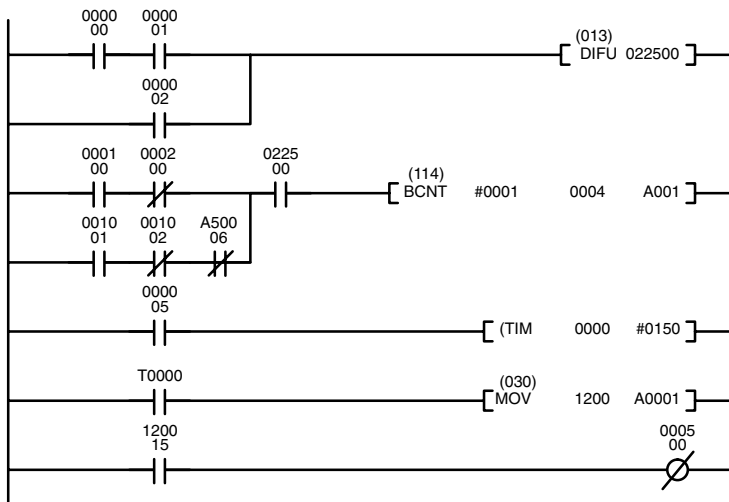 0000 0000
00 01
(013)
DIFU 022500
0000
02
0001 0002 0225
00 00 00
(114)
BCNT #0001 0004 A001
0010 0010 A500
01 02 06
0000
05
(TIM 0000 #0150
T0000
(030)
MOV 1200 A0001
1200 0005
15 00